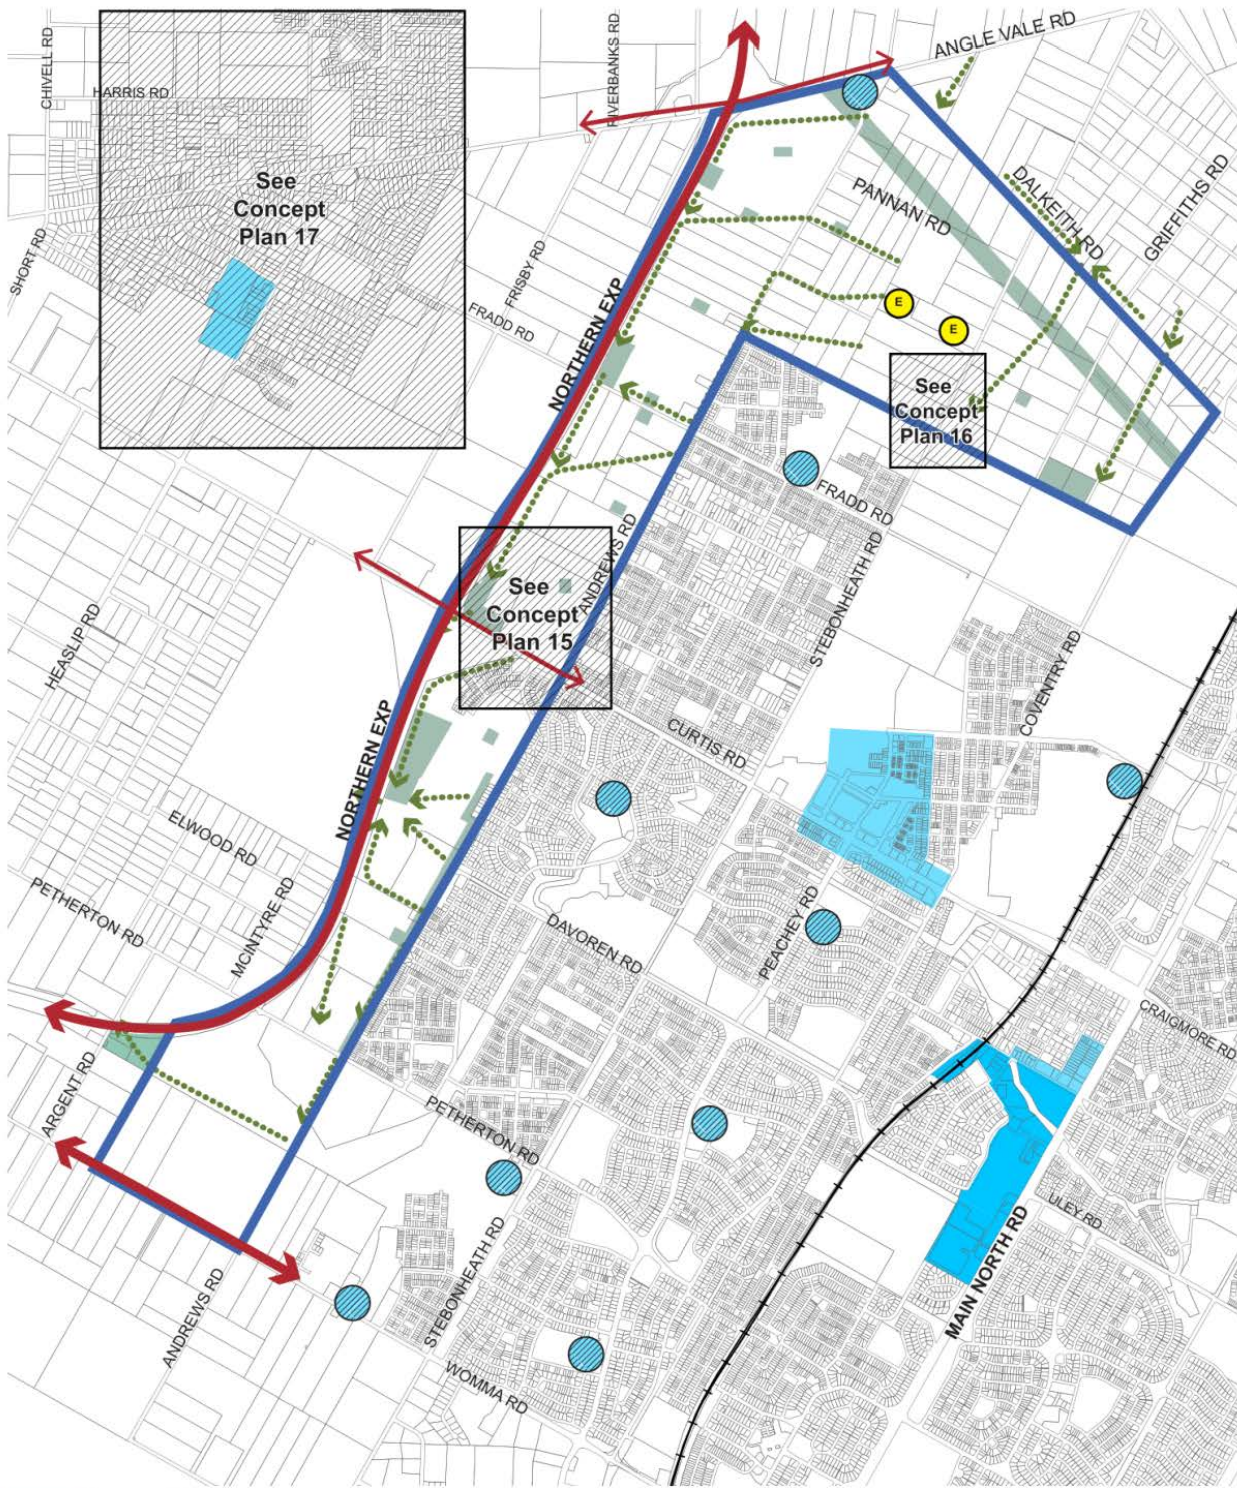 ANGLE VALE RD
CHIVELL RD
RIVERBANKS RD
HARRIS RD
See
Concept
Plan 17
PANNAN RD
DALKEITH RD
GRIFFITHS RD
SHORT RD
FRISBY RD
FRADD RD
NORTHERN EXP
E
E
See
Concept
Plan 16
FRADD RD
ANDREWS RD
STEBONHEATH RD
See
Concept
Plan 15
HEASLIP RD
COVENTRY RD
CURTIS RD
NORTHERN EXP
ELWOOD RD
PETHERTON RD
MCINTYRE RD
PEACHEY RD
DAVOREN RD
CRAIGMORE RD
ARGENT RD
PETHERTON RD
ULEY RD
STEBONHEATH RD
MAIN NORTH RD
ANDREWS RD
WOMMA RD